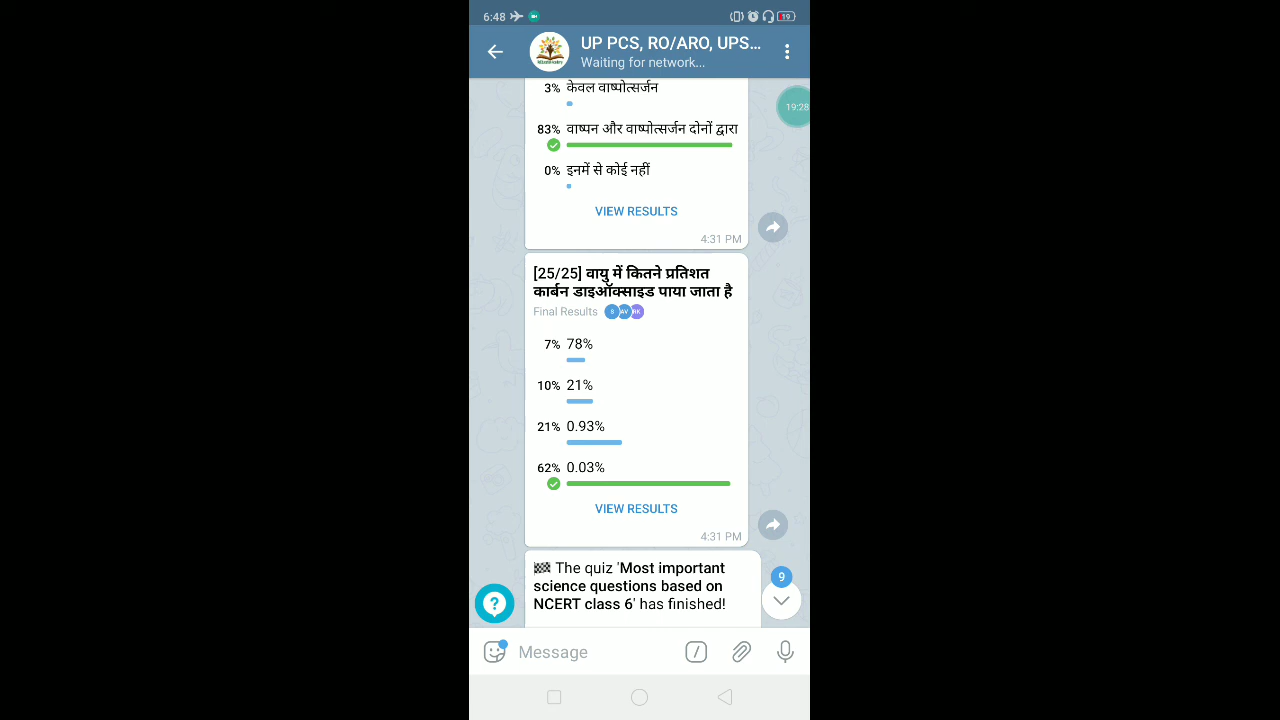 6:48
19
UP PCS, RO/ARO, UPS...
Waiting for network...
3% केवल वाष्पोत्सर्जन
19:28
83% वाष्पन और वाष्पोत्सर्जन दोनों द्वारा
0% इनमें से कोई नहीं
VIEW RESULTS
4:31 PM
[25/25] वायु में कितने प्रतिशत
कार्बन डाइऑक्साइड पाया जाता है
Final Results S AV RK
7% 78%
10% 21%
21% 0.93%
62% 0.03%
VIEW RESULTS
4:31 PM
9
The quiz 'Most important
science questions based on
NCERT class 6' has finished!
?
Message
/